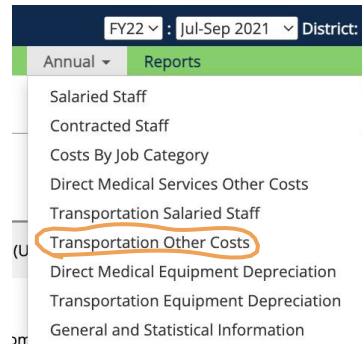 FY22 : Jul-Sep 2021 District:
Annual Reports
Salaried Staff
Contracted Staff
Costs By Job Category
Direct Medical Services Other Costs
Transportation Salaried Staff
Transportation Other Costs
(U
Direct Medical Equipment Depreciation
Transportation Equipment Depreciation
General and Statistical Information
om